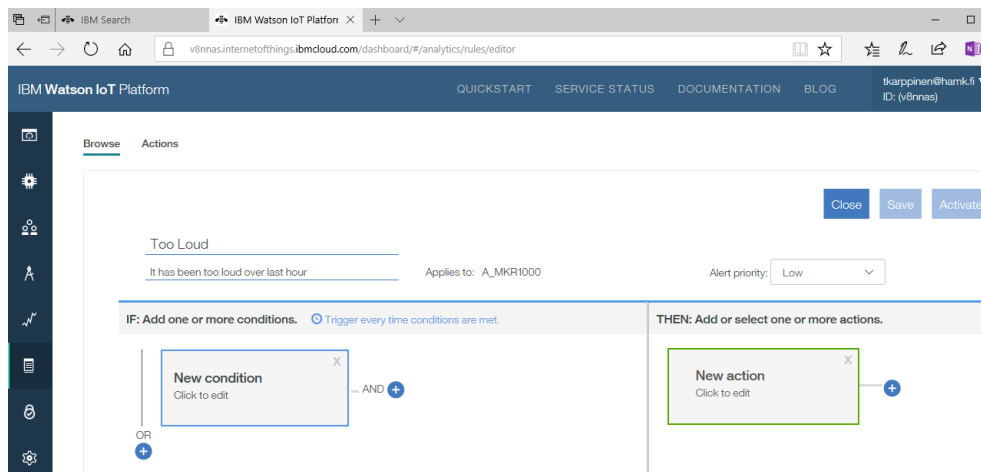 IBM Search
IBM Watson IoT Platforr
v8nnas.internetofthings.ibmcloud.com/dashboard/#/analytics/rules/editor
IBM Watson IoT Platform
QUICKSTART SERVICE STATUS DOCUMENTATION BLOG
tkarppinen@hamk.fi
ID: (v8nnas)
Browse Actions
Close Save Activate
Too Loud
It has been too loud over last hour
Applies to: A_MKR1000
Alert priority: Low
IF: Add one or more conditions. Trigger every time conditions are met.
THEN: Add or select one or more actions.
X
New condition
Click to edit
AND
X
New action
Click to edit
OR